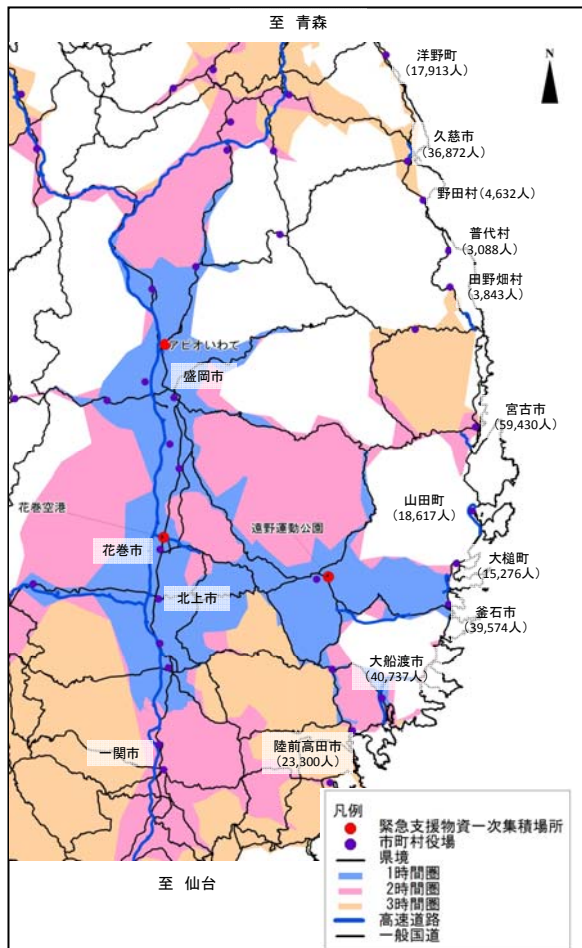 至 青森
N
洋野町
（17,913人）
久慈市
（36,872人）
野田村（4,632人）
普代村
（3,088人）
田野畑村
（3,843人）
アピオいわて
盛岡市
宮古市
（59,430人）
花巻空港
遠野運動公園
山田町
（18,617人）
花巻市
大槌町
（15,276人）
北上市
釜石市
（39,574人）
大船渡市
（40,737人）
一関市
陸前高田市
（23,300人）
至 仙台
凡例
緊急支援物資一次集積場所
市町村役場
県境
1時間圏
2時間圏
3時間圏
高速道路
一般国道